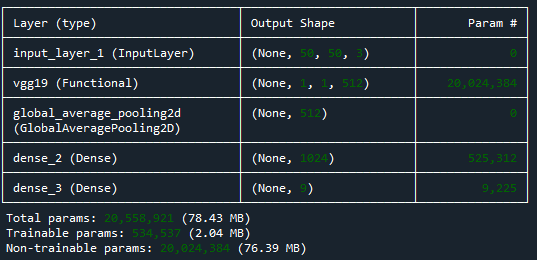 Layer (type) Output Shape Param #
input_layer_1 (InputLayer) (None, 50, 50, 3) 0
vgg19 (Functional) (None, 1, 1, 512) 20,024,384
global_average_pooling2d (None, 512) 0
(GlobalAveragePooling2D)
dense_2 (Dense) (None, 1024) 525,312
dense_3 (Dense) (None, 9) 9,225
Total params: 20,558,921 (78.43 MB)
Trainable params: 534,537 (2.04 MB)
Non-trainable params: 20,024,384 (76.39 MB)